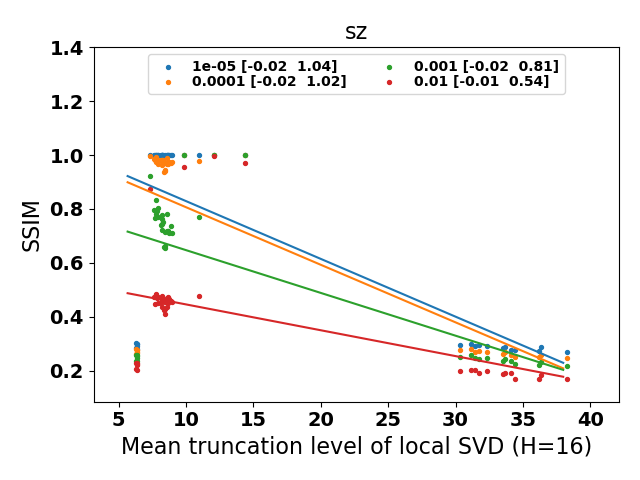 sz
1e-05 [-0.02  1.04]
0.0001 [-0.02  1.02]
0.001 [-0.02  0.81]
0.01 [-0.01  0.54]
SSIM
1.4
1.2
1.0
0.8
0.6
0.4
0.2
5 10 15 20 25 30 35 40
Mean truncation level of local SVD (H=16)